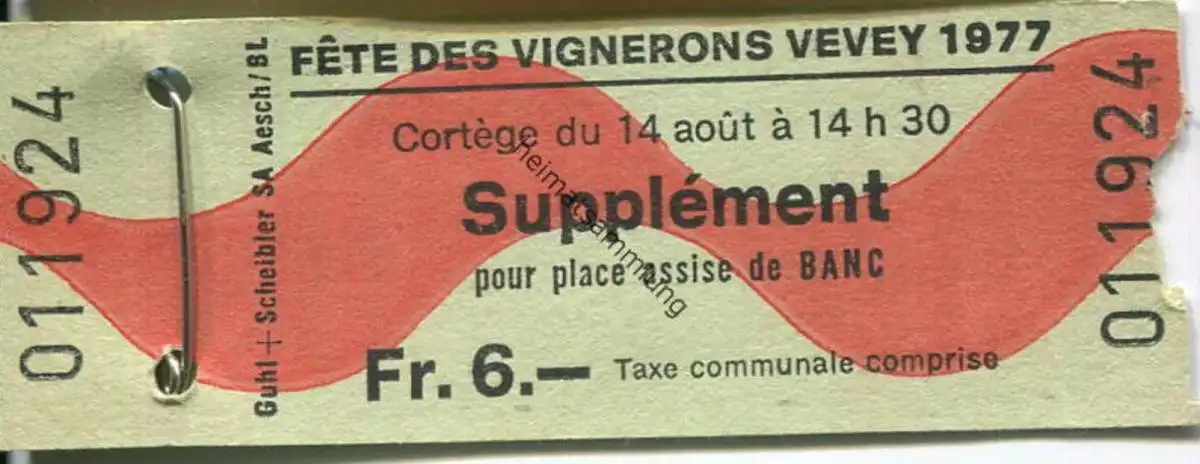 011924
Guhl + Scheibler SA Aesch/BL
FÊTE DES VIGNERONS VEVEY 1977
Cortège du 14 août à 14 h 30
Supplément
pour place assise de BANC
Fr. 6.— Taxe communale comprise
011924
heimatsammlung